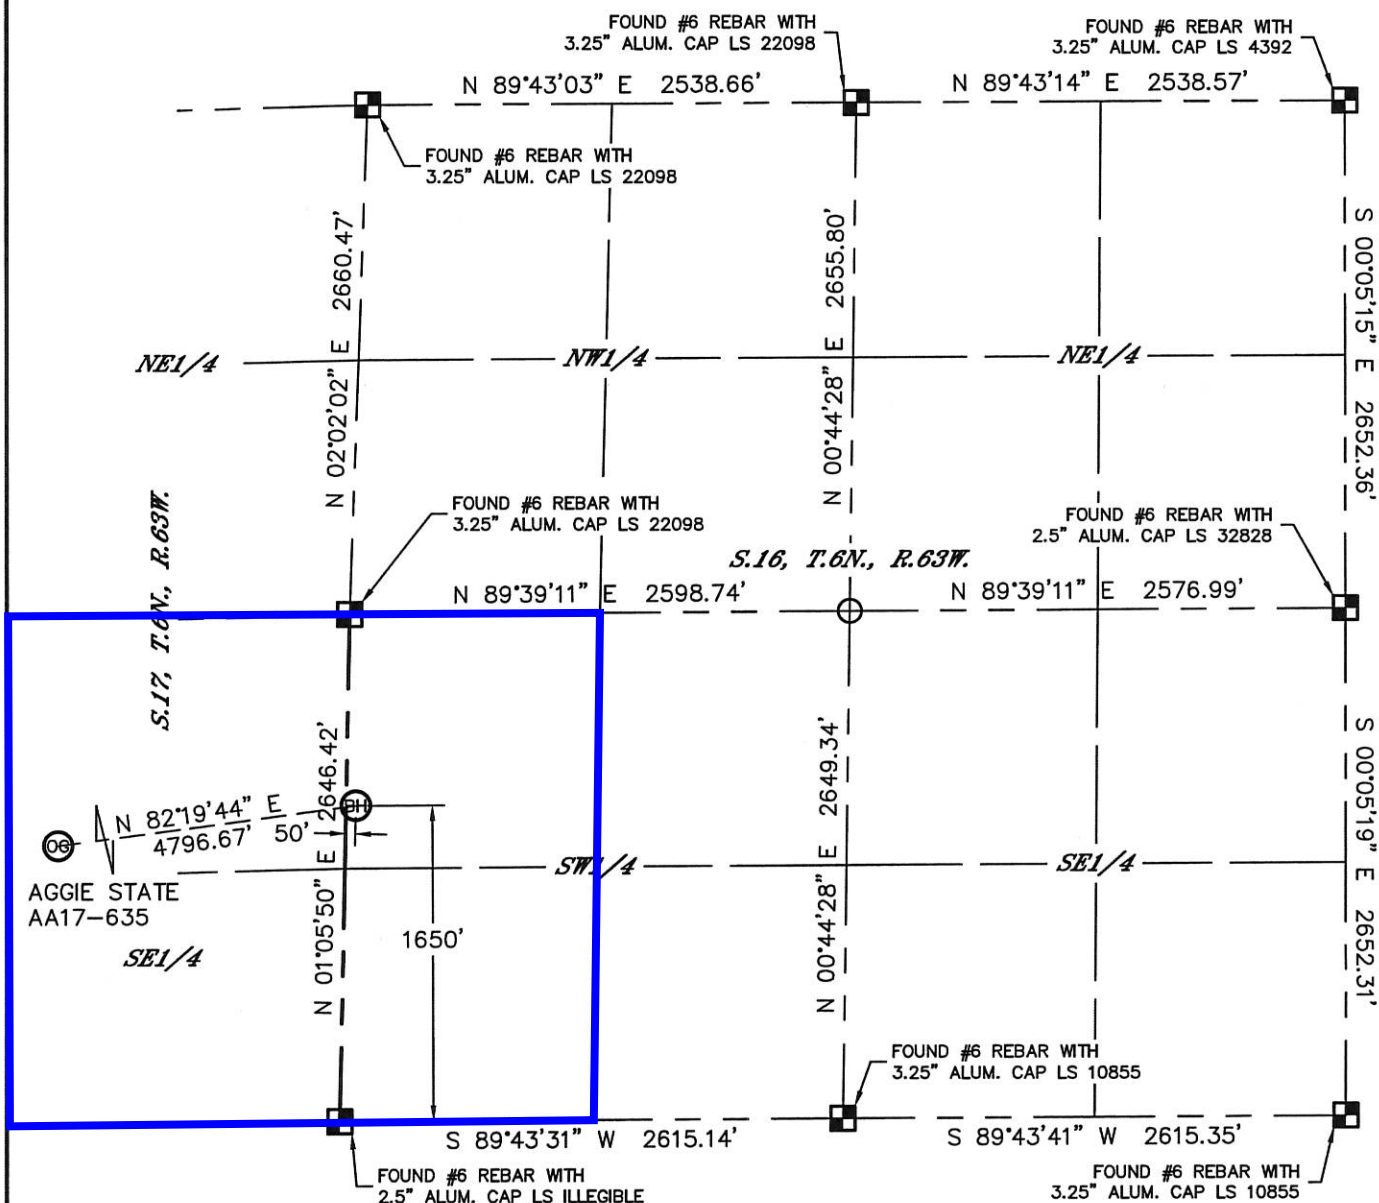 FOUND #6 REBAR WITH
3.25" ALUM. CAP LS 22098
FOUND #6 REBAR WITH
3.25" ALUM. CAP LS 4392
N 89°43'03" E 2538.66'
N 89°43'14" E 2538.57'
FOUND #6 REBAR WITH
3.25" ALUM. CAP LS 22098
N 02°02'02" E 2660.47'
N 00°44'28" E 2655.80'
S 00°05'15" E 2652.36'
NE1/4
NW1/4
NE1/4
FOUND #6 REBAR WITH
3.25" ALUM. CAP LS 22098
FOUND #6 REBAR WITH
2.5" ALUM. CAP LS 32828
S.17, T.6N., R.63W.
S.16, T.6N., R.63W.
N 89°39'11" E 2598.74'
N 89°39'11" E 2576.99'
N 01°05'50" E 2646.42'
N 00°44'28" E 2649.34'
S 00°05'19" E 2652.31'
BH
N 82°19'44" E
4796.67'
50'
OG
AGGIE STATE
AA17-635
SW1/4
SE1/4
1650'
SE1/4
FOUND #6 REBAR WITH
3.25" ALUM. CAP LS 10855
S 89°43'31" W 2615.14'
S 89°43'41" W 2615.35'
FOUND #6 REBAR WITH
2.5" ALUM. CAP LS ILLEGIBLE
FOUND #6 REBAR WITH
3.25" ALUM. CAP LS 10855